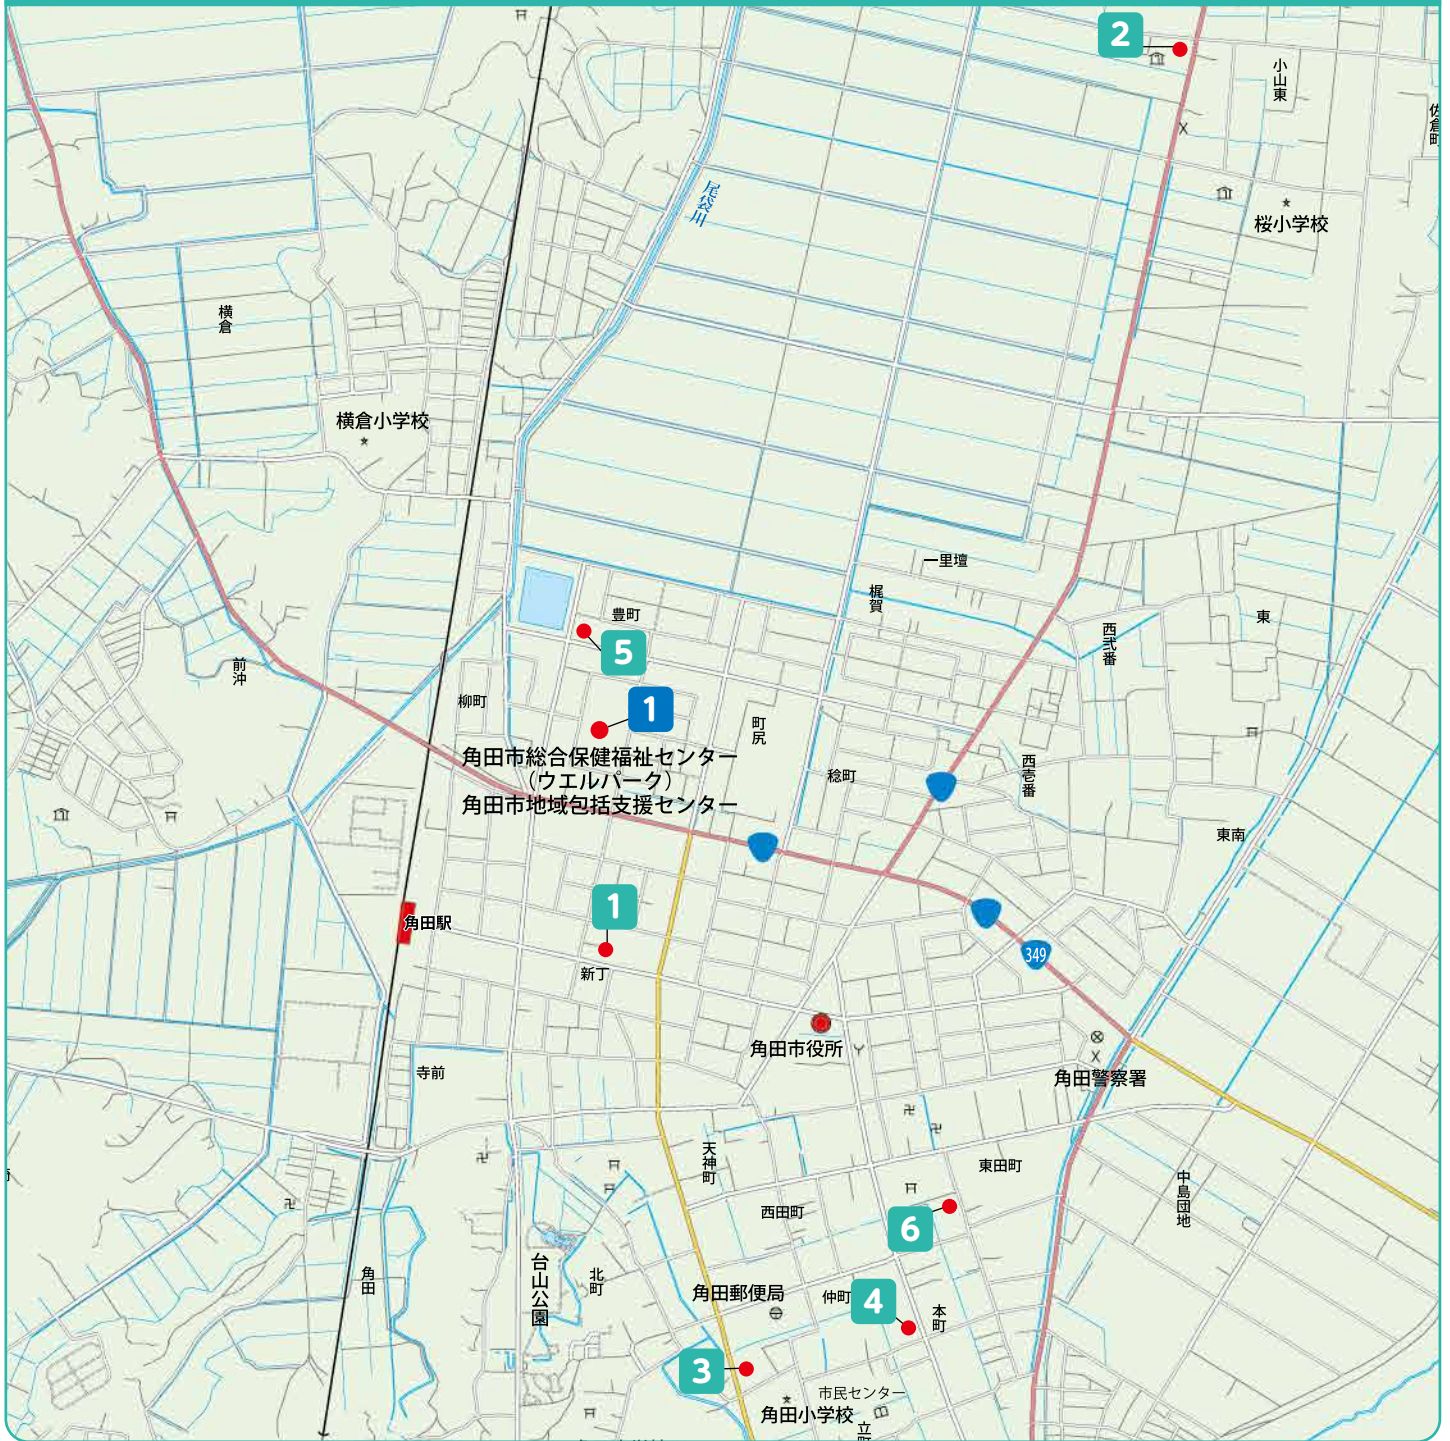 2
小山東
佐倉町
尾袋川
桜小学校
横倉
横倉小学校
一里壇
梶賀
豊町
東
西弐番
5
前沖
柳町
1
町尻
角田市総合保健福祉センター
（ウエルパーク）
角田市地域包括支援センター
稔町
西壱番
東南
1
角田駅
349
新丁
角田市役所
寺前
角田警察署
天神町
東田町
中島団地
西田町
6
台山公園
北町
角田
角田郵便局
仲町
4
本町
3
市民センター
角田小学校